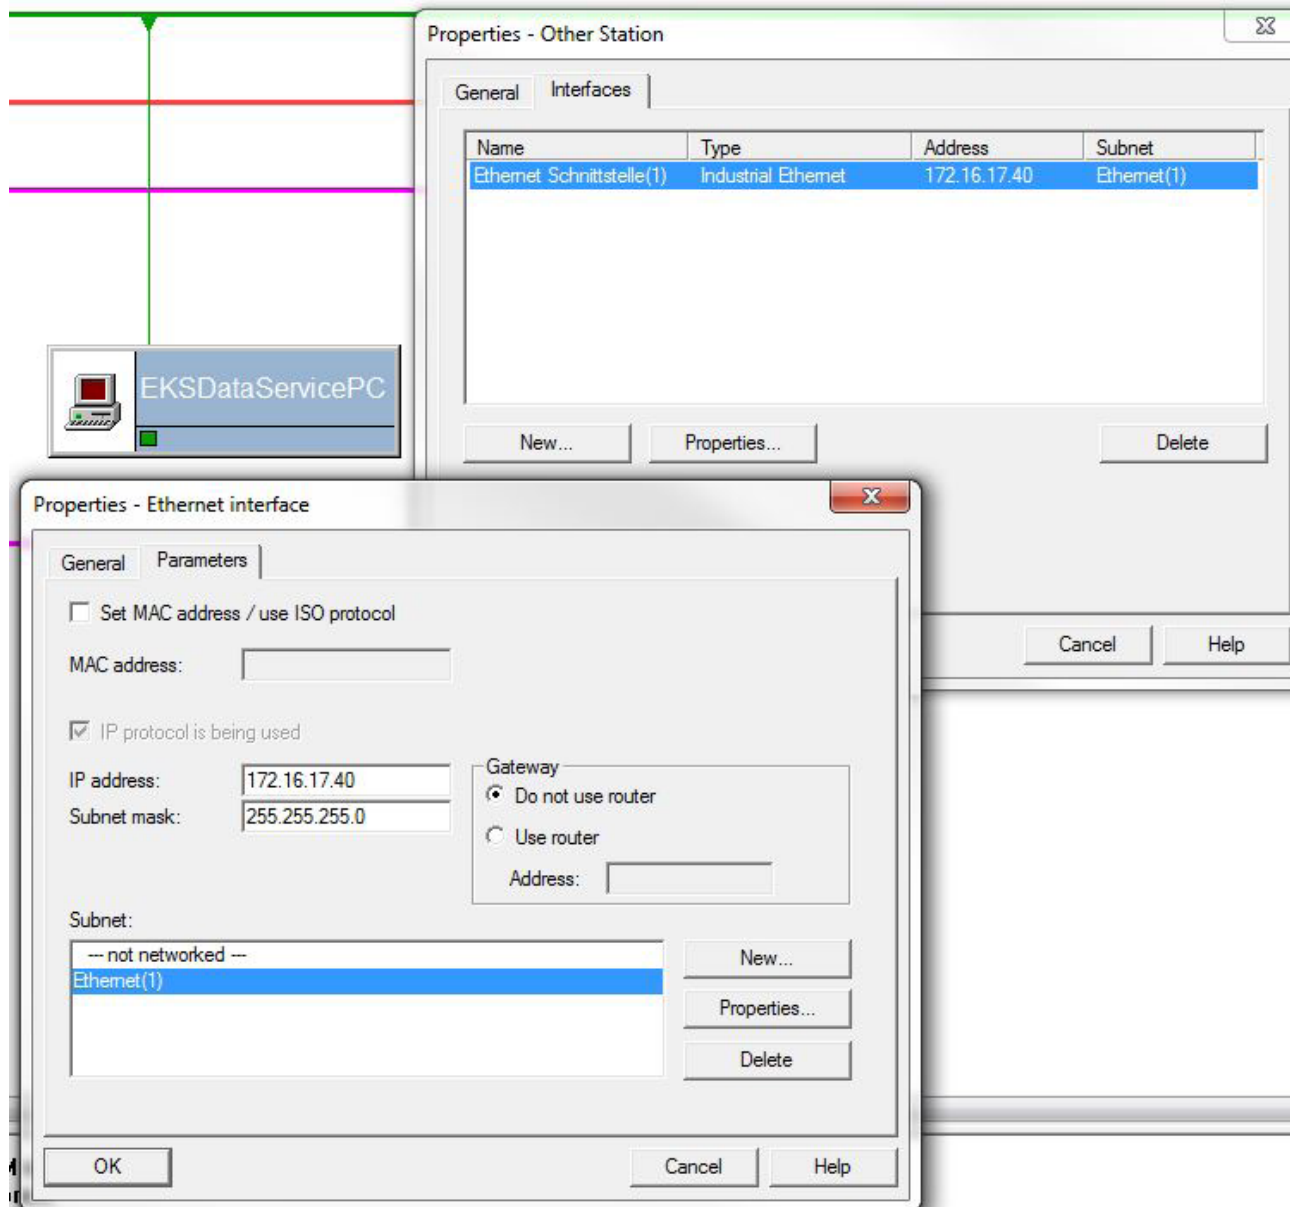 Properties - Other Station
General Interfaces
Name Type Address Subnet
Ethernet Schnittstelle(1) Industrial Ethernet 172.16.17.40 Ethernet(1)
EKSDataServicePC
New... Properties... Delete
Cancel Help
Properties - Ethernet interface
General Parameters
Set MAC address / use ISO protocol
MAC address:
IP protocol is being used
IP address: 172.16.17.40
Subnet mask: 255.255.255.0
Gateway
Do not use router
Use router
Address:
Subnet:
--- not networked ---
Ethernet(1)
New...
Properties...
Delete
OK Cancel Help